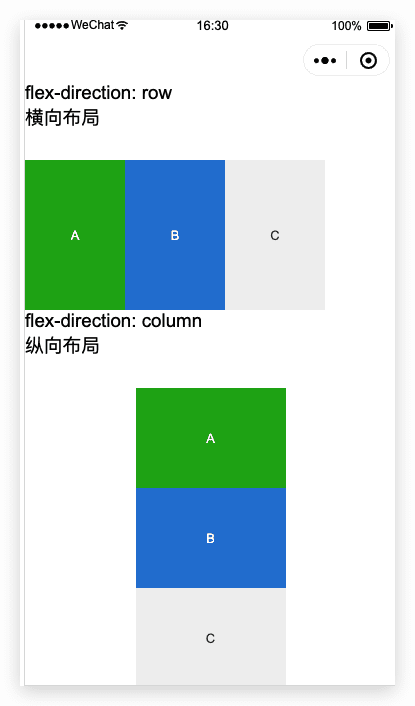 WeChat 16:30 100%
flex-direction: row
横向布局
A B C
flex-direction: column
纵向布局
A
B
C